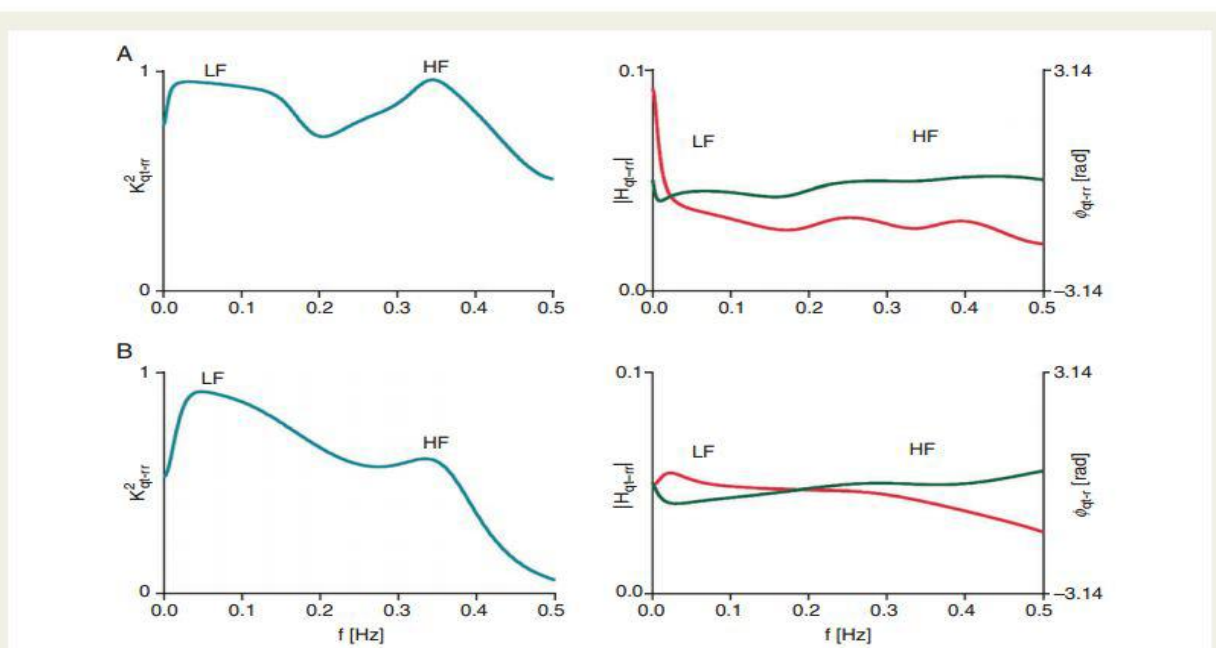 A
1
LF
HF
K²qt-rr
0
0.0 0.1 0.2 0.3 0.4 0.5
0.1
LF
HF
|Hqt-rr|
0.0
0.0 0.1 0.2 0.3 0.4 0.5
3.14
ϕqt-rr [rad]
–3.14
B
1
LF
HF
K²qt-rr
0
0.0 0.1 0.2 0.3 0.4 0.5
f [Hz]
0.1
LF
HF
|Hqt-rr|
0.0
0.0 0.1 0.2 0.3 0.4 0.5
f [Hz]
3.14
ϕqt-r [rad]
–3.14